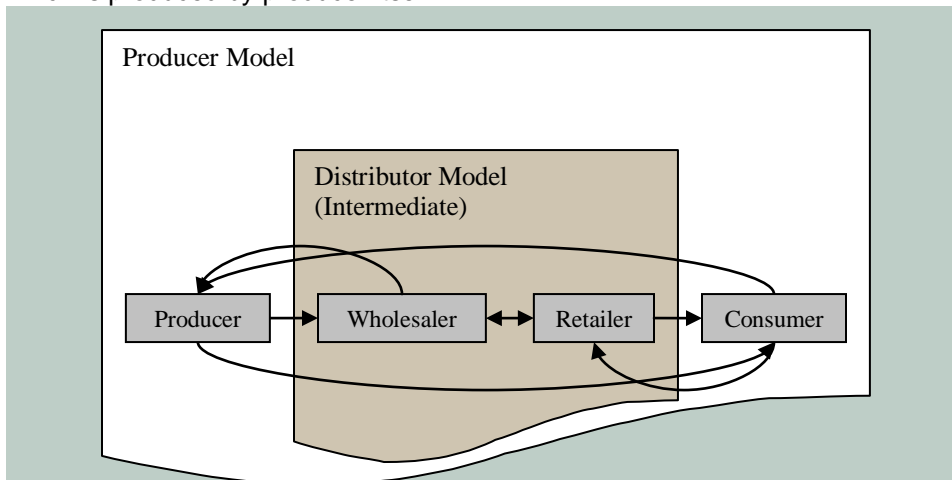 Producer Model
Distributor Model
(Intermediate)
Producer
Wholesaler
Retailer
Consumer